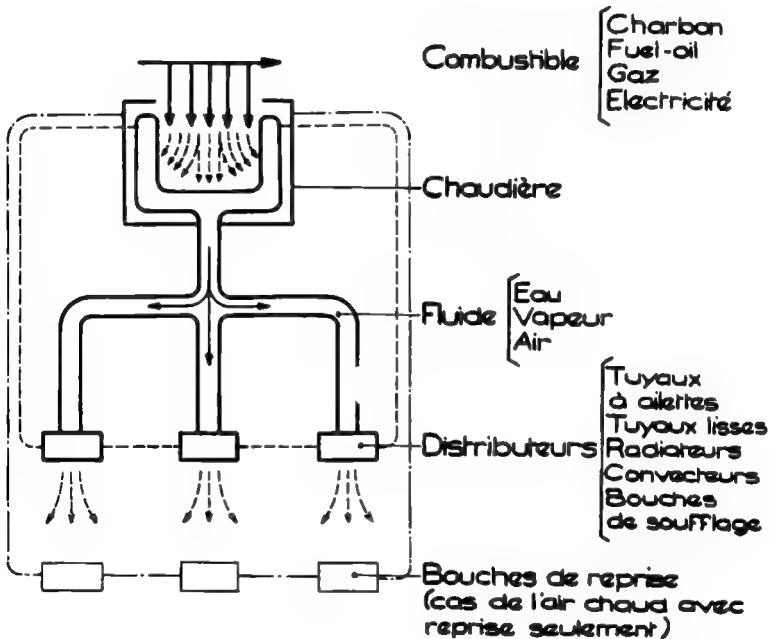 Combustible
Charbon
Fuel-oil
Gaz
Electricité
Chaudière
Fluide
Eau
Vapeur
Air
Distributeurs
Tuyaux
à ailettes
Tuyaux lisses
Radiateurs
Convecteurs
Bouches
de soufflage
Bouches de reprise
(cas de l'air chaud avec
reprise seulement)